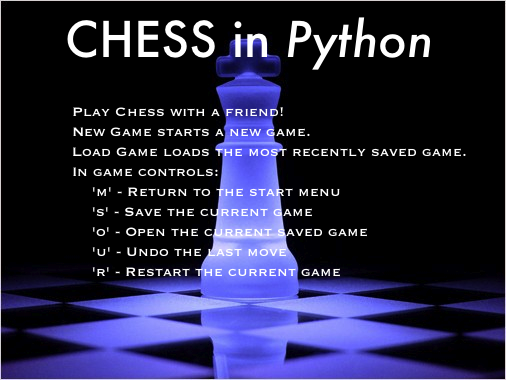 CHESS in Python
Play Chess with a friend!
New Game starts a new game.
Load Game loads the most recently saved game.
In game controls:
'm' - Return to the start menu
's' - Save the current game
'o' - Open the current saved game
'u' - Undo the last move
'r' - Restart the current game